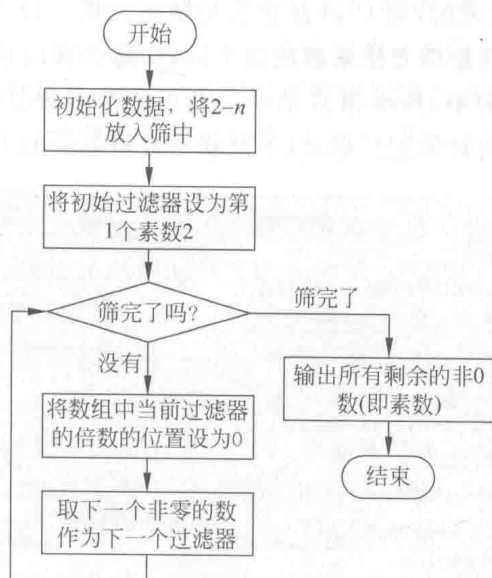 开始
初始化数据，将2-n
放入筛中
将初始过滤器设为第
1个素数2
筛完了吗?
筛完了
没有
输出所有剩余的非0
数(即素数)
将数组中当前过滤器
的倍数的位置设为0
结束
取下一个非零的数
作为下一个过滤器